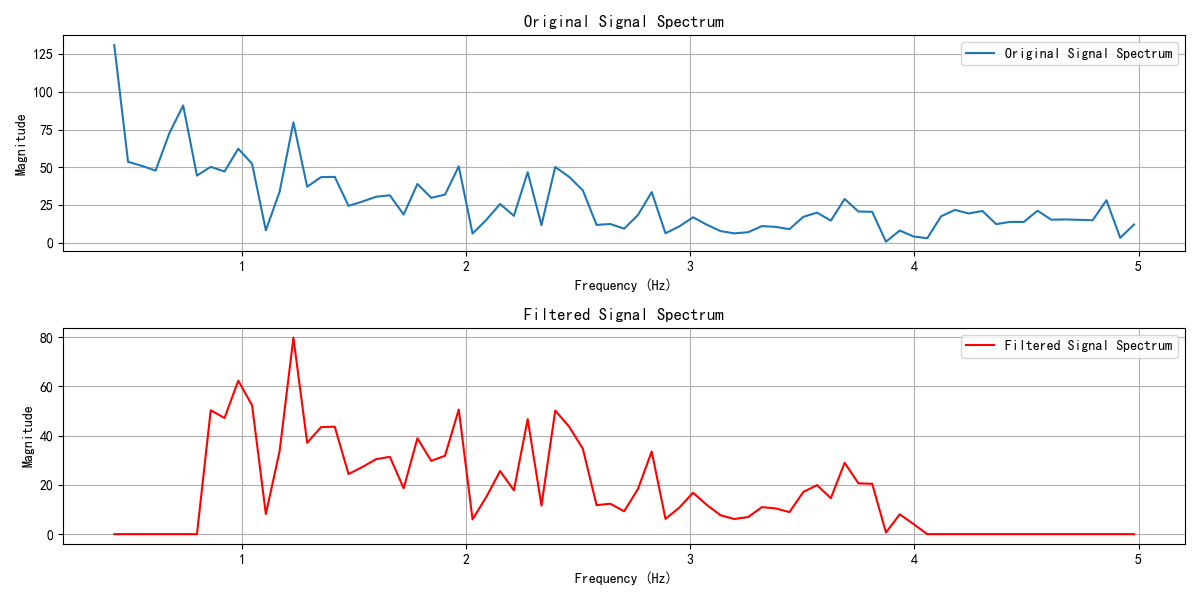 Original Signal Spectrum
Original Signal Spectrum
125
100
75
50
25
0
Magnitude
1 2 3 4 5
Frequency (Hz)
Filtered Signal Spectrum
Filtered Signal Spectrum
80
60
40
20
0
Magnitude
1 2 3 4 5
Frequency (Hz)